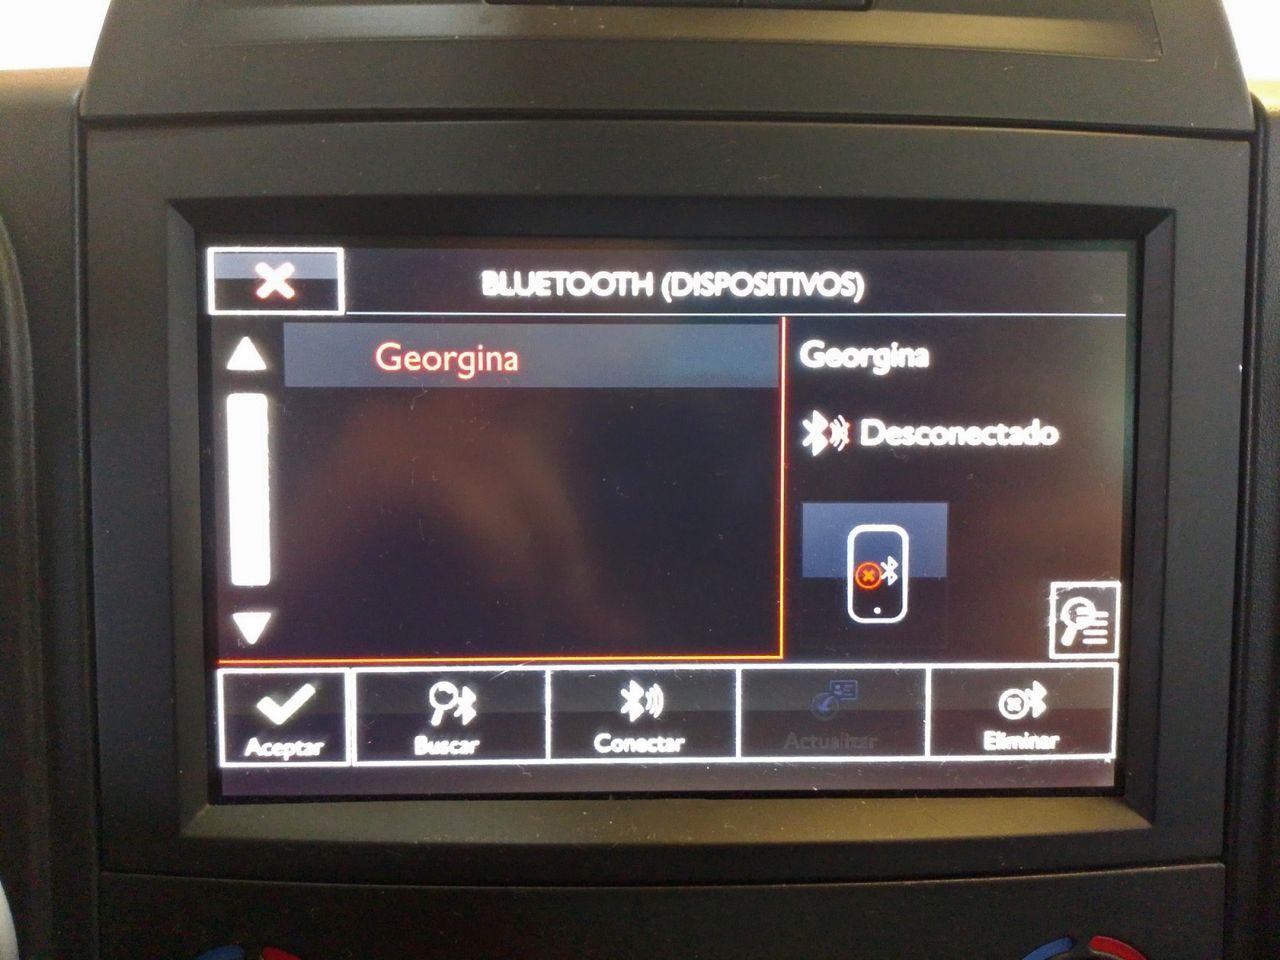 BLUETOOTH (DISPOSITIVOS)
Georgina
Georgina
Desconectado
Aceptar
Buscar
Conectar
Actualizar
Eliminar